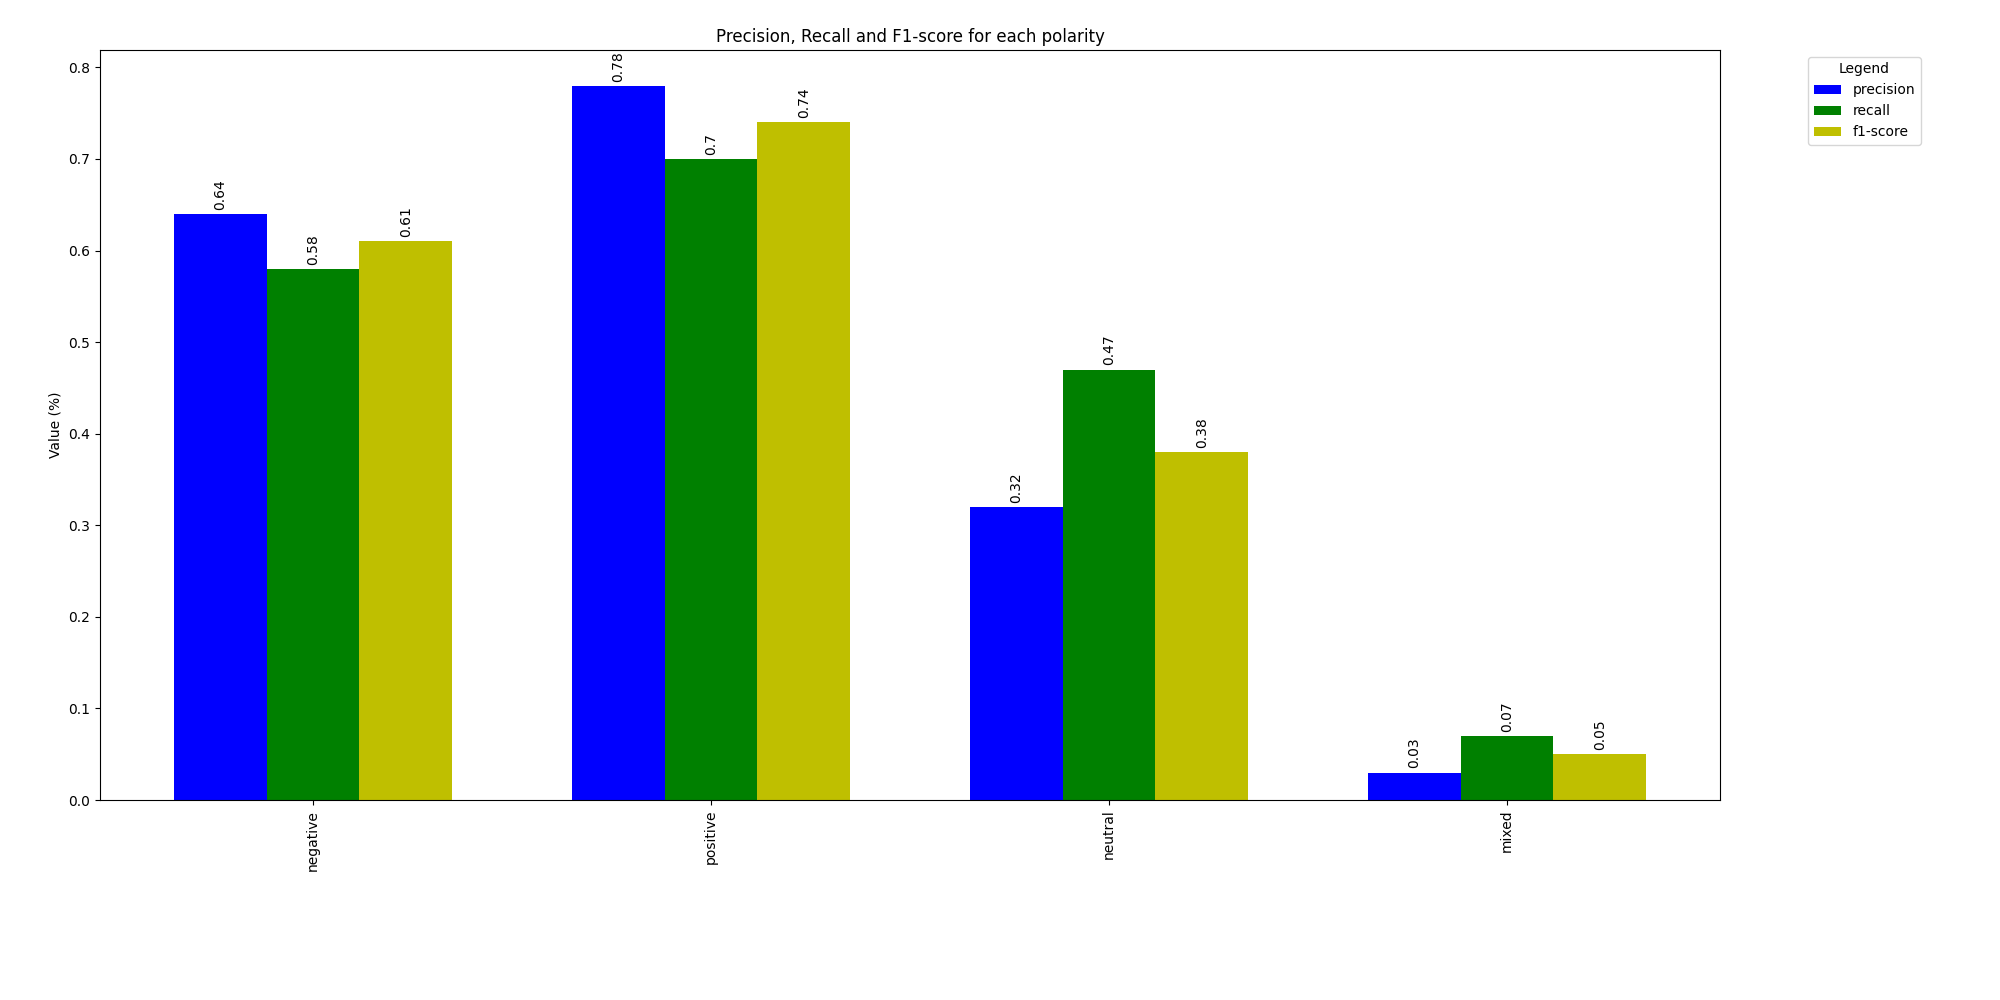 Precision, Recall and F1-score for each polarity
Legend
precision
recall
f1-score
Value (%)
0.8
0.7
0.6
0.5
0.4
0.3
0.2
0.1
0.0
0.64
0.58
0.61
0.78
0.7
0.74
0.32
0.47
0.38
0.03
0.07
0.05
negative
positive
neutral
mixed